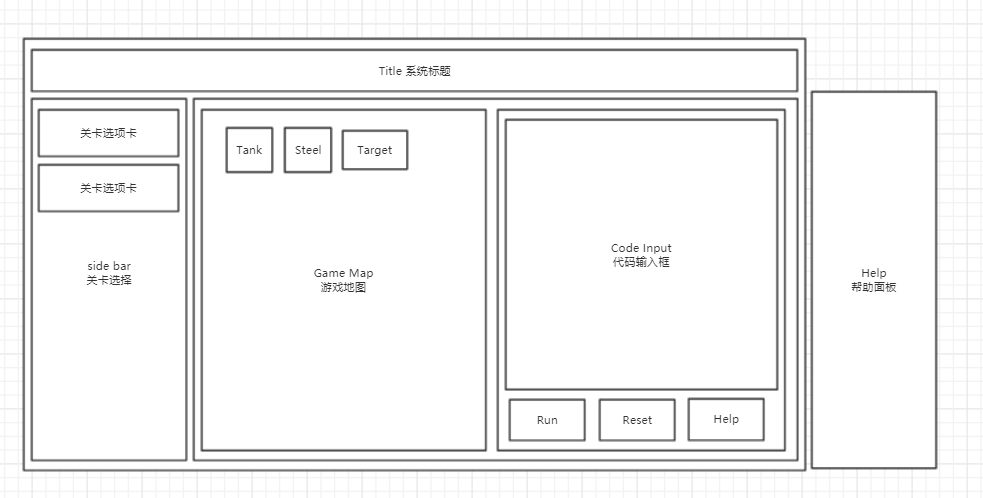 Title 系统标题
关卡选项卡
关卡选项卡
side bar
关卡选择
Tank
Steel
Target
Game Map
游戏地图
Code Input
代码输入框
Run
Reset
Help
Help
帮助面板